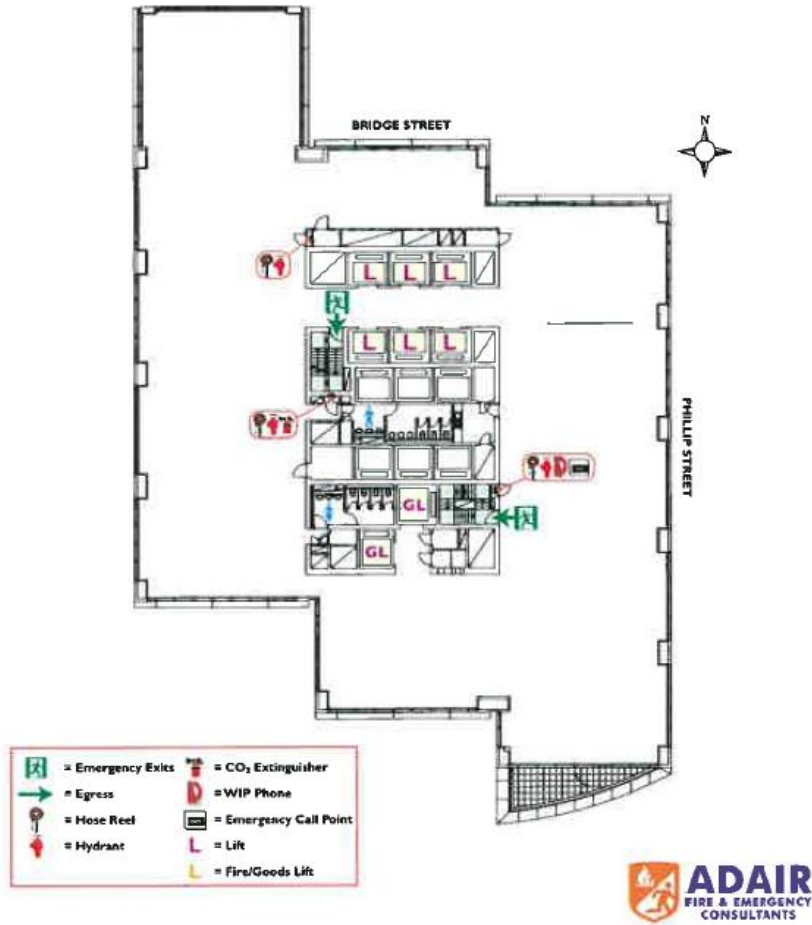 BRIDGE STREET
N
L L L
L L L
PHILLIP STREET
GL
GL
= Emergency Exits
= CO₂ Extinguisher
= Egress
= WIP Phone
= Hose Reel
= Emergency Call Point
= Hydrant
L = Lift
L = Fire/Goods Lift
ADAIR
FIRE & EMERGENCY
CONSULTANTS